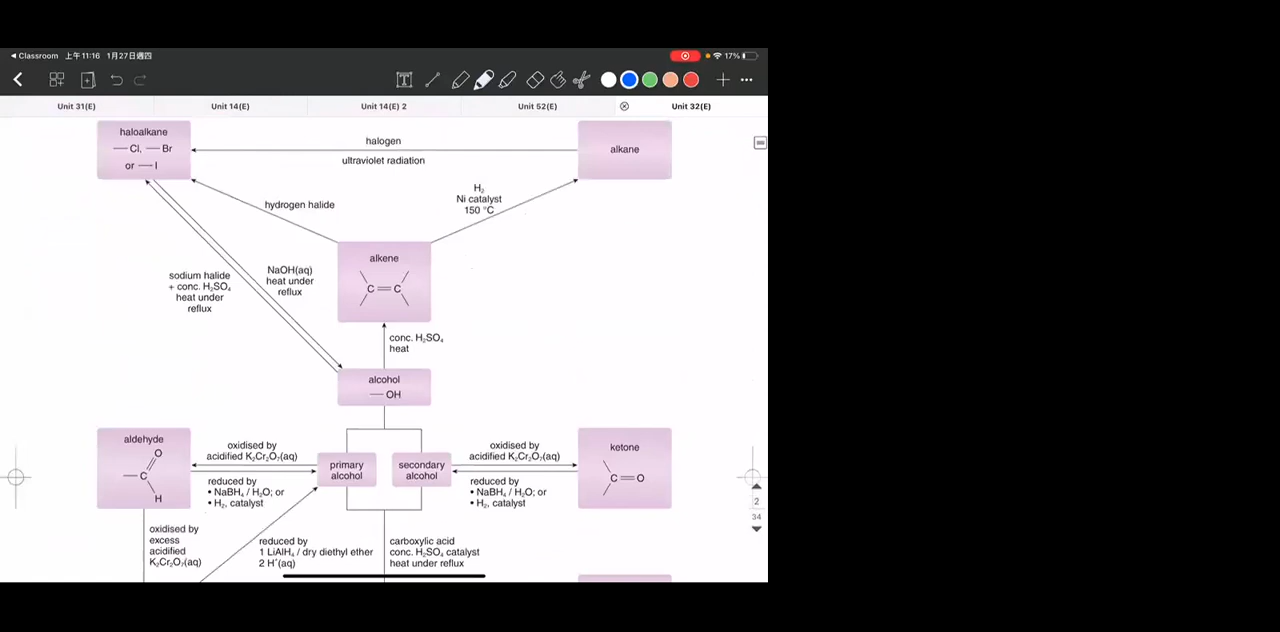 Classroom 上午11:16 1月27日週四
17%
Unit 31(E)
Unit 14(E)
Unit 14(E) 2
Unit 52(E)
Unit 32(E)
haloalkane
—Cl, —Br
or —I
halogen
ultraviolet radiation
alkane
hydrogen halide
H₂
Ni catalyst
150 °C
alkene
C=C
sodium halide
+ conc. H₂SO₄
heat under
reflux
NaOH(aq)
heat under
reflux
conc. H₂SO₄
heat
alcohol
—OH
aldehyde
O
—C
H
oxidised by
acidified K₂Cr₂O₇(aq)
reduced by
• NaBH₄ / H₂O; or
• H₂, catalyst
primary
alcohol
secondary
alcohol
oxidised by
acidified K₂Cr₂O₇(aq)
reduced by
• NaBH₄ / H₂O; or
• H₂, catalyst
ketone
C=O
2
34
oxidised by
excess
acidified
K₂Cr₂O₇(aq)
reduced by
1 LiAlH₄ / dry diethyl ether
2 H⁺(aq)
carboxylic acid
conc. H₂SO₄ catalyst
heat under reflux